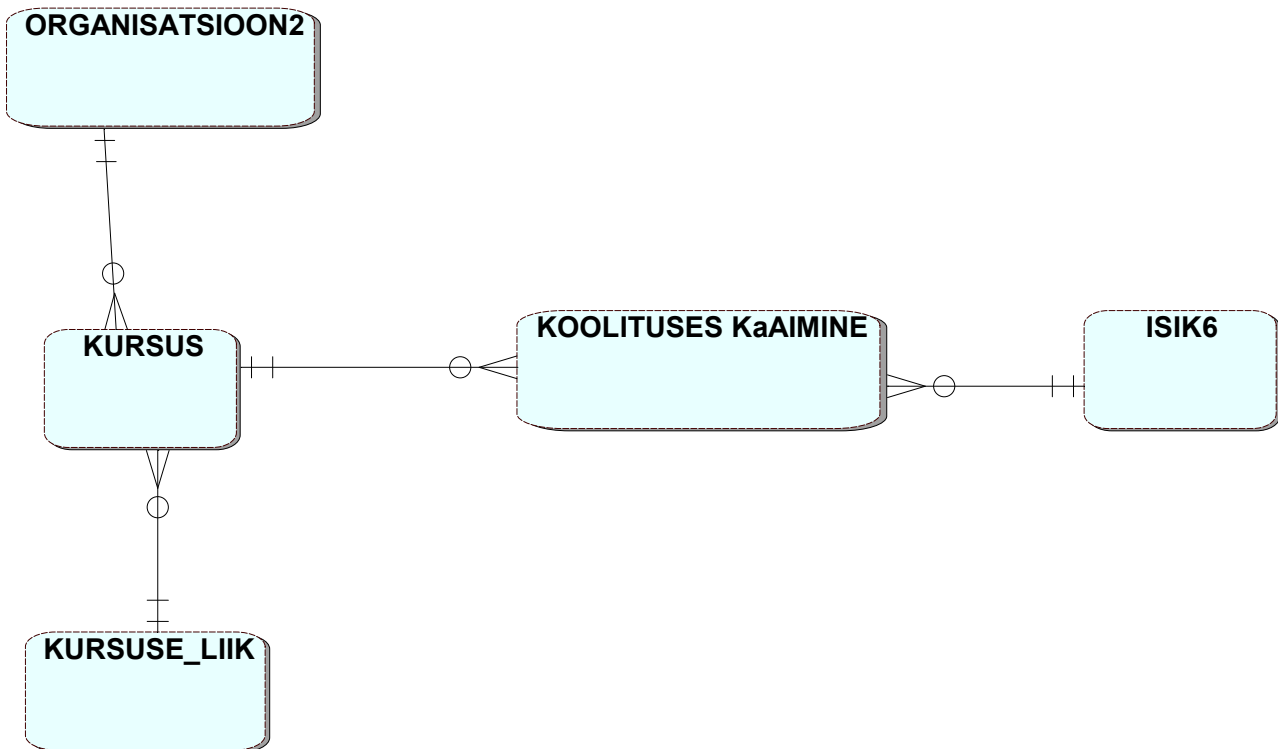 ORGANISATSIOON2
KURSUS
KOOLITUSES KaAIMINE
ISIK6
KURSUSE_LIIK